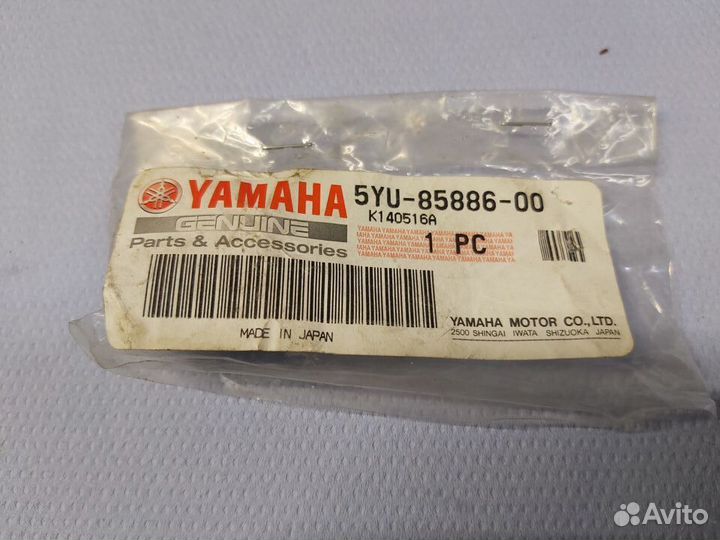 YAMAHA 5YU-85886-00
K140516A
GENUINE
Parts & Accessories
1 PC
MADE IN JAPAN
YAMAHA MOTOR CO.,LTD.
2500 SHINGAI IWATA SHIZUOKA JAPAN
Avito